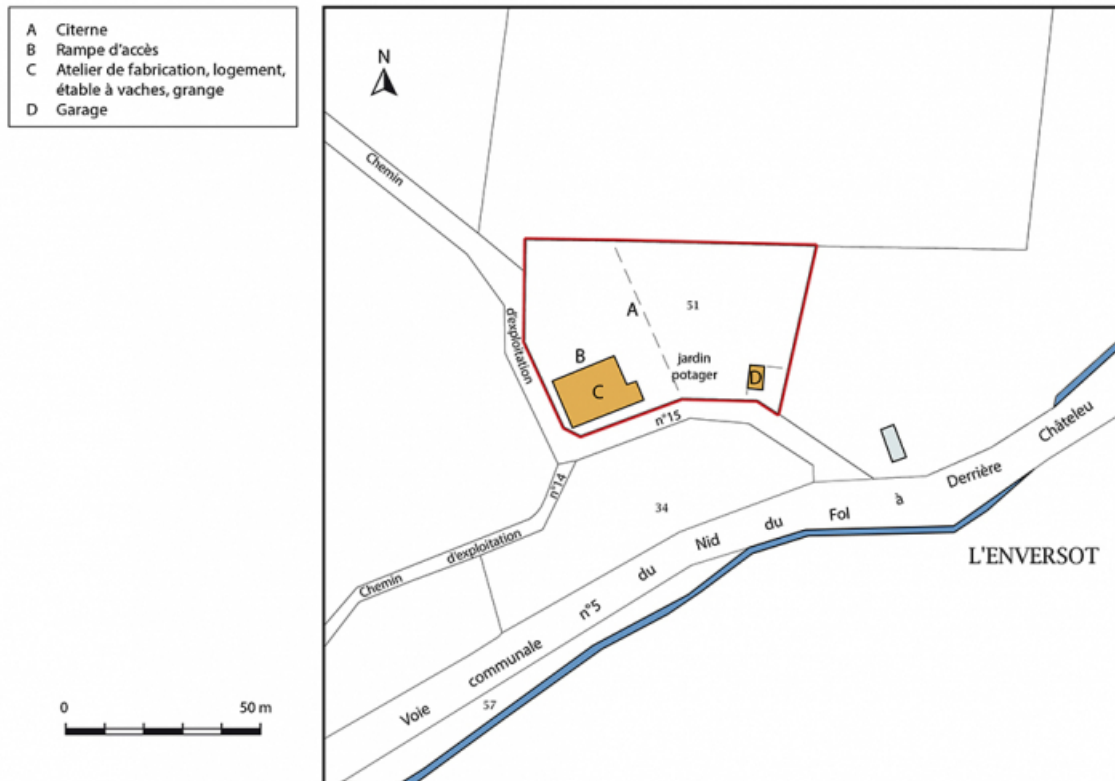 A Citerne
B Rampe d'accès
C Atelier de fabrication, logement,
étable à vaches, grange
D Garage
N
Chemin
d'exploitation
A
51
B
jardin
potager
D
C
n°15
n°14
34
Chemin d'exploitation
Voie communale n°5 du Nid du Fol à Derrière Châteleu
L'ENVERSOT
57
0 50 m